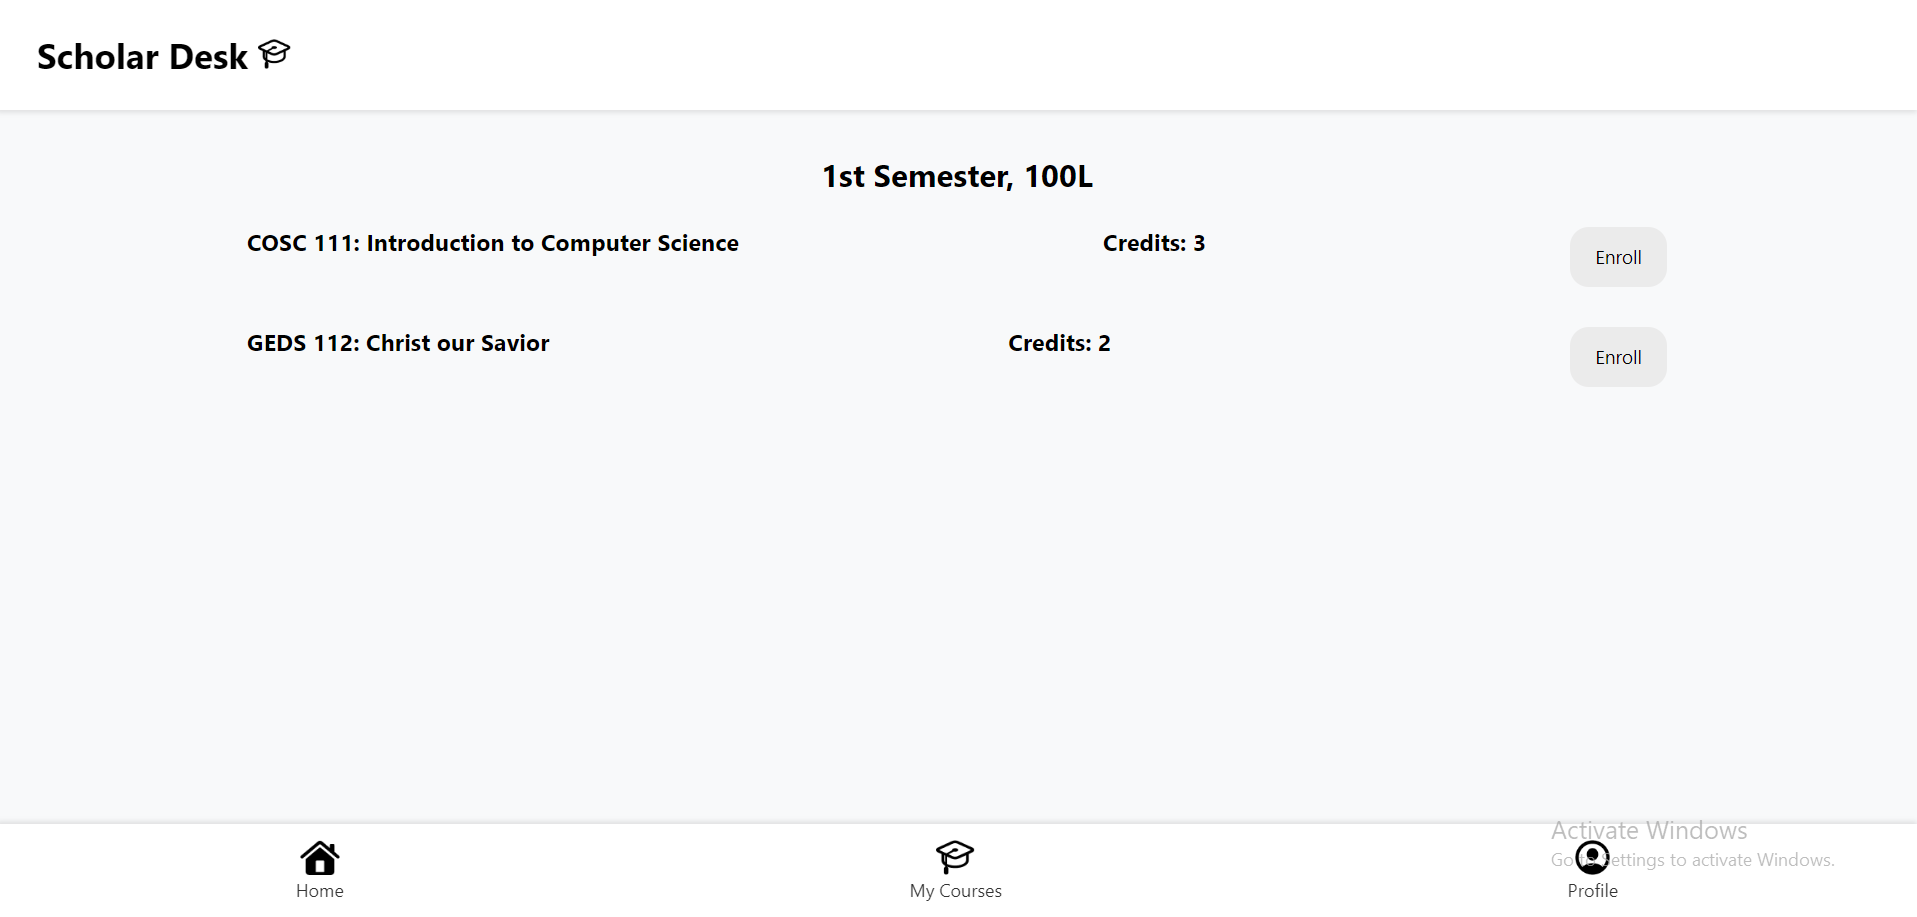 Scholar Desk
1st Semester, 100L
COSC 111: Introduction to Computer Science Credits: 3 Enroll
GEDS 112: Christ our Savior Credits: 2 Enroll
Activate Windows
Go to Settings to activate Windows.
Home My Courses Profile